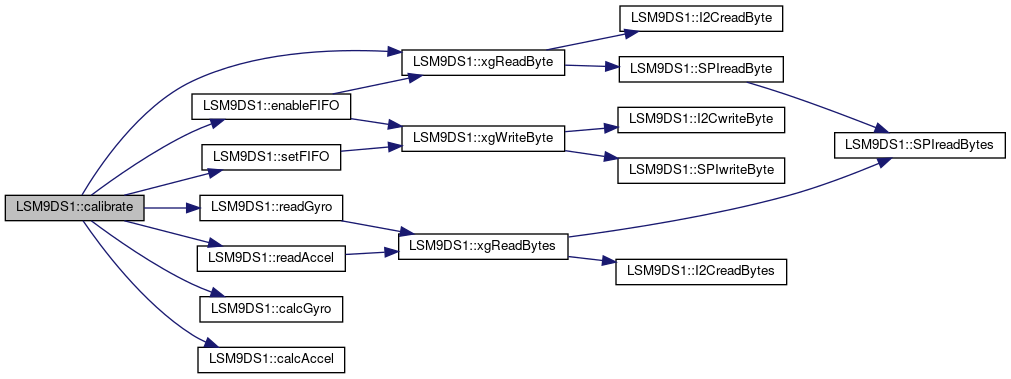 LSM9DS1::calibrate
LSM9DS1::enableFIFO
LSM9DS1::setFIFO
LSM9DS1::readGyro
LSM9DS1::readAccel
LSM9DS1::calcGyro
LSM9DS1::calcAccel
LSM9DS1::xgReadByte
LSM9DS1::xgWriteByte
LSM9DS1::xgReadBytes
LSM9DS1::I2CreadByte
LSM9DS1::SPIreadByte
LSM9DS1::I2CwriteByte
LSM9DS1::SPIwriteByte
LSM9DS1::I2CreadBytes
LSM9DS1::SPIreadBytes